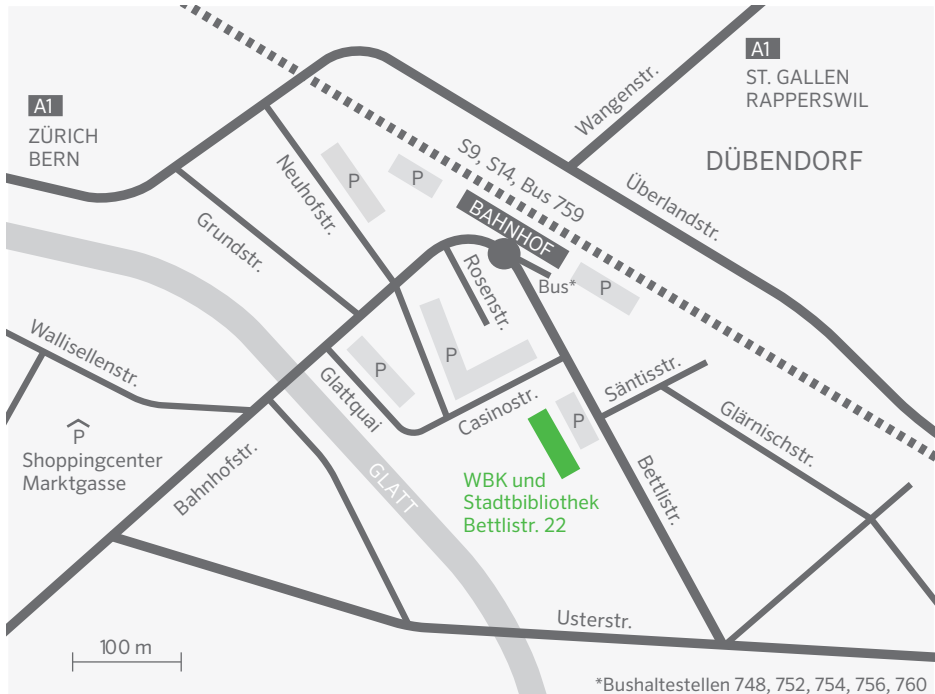 A1
ST. GALLEN
RAPPERSWIL
Wangenstr.
A1
ZÜRICH
BERN
DÜBENDORF
S9, S14, Bus 759
Neuhofstr.
P
P
Überlandstr.
BAHNHOF
Grundstr.
Rosenstr.
Bus*
P
Wallisellenstr.
P
P
Glattquai
Säntisstr.
Casinostr.
P
Glärnischstr.
P
Shoppingcenter
Marktgasse
Bahnhofstr.
GLATT
WBK und
Stadtbibliothek
Bettlistr. 22
Bettlistr.
Usterstr.
100 m
*Bushaltestellen 748, 752, 754, 756, 760